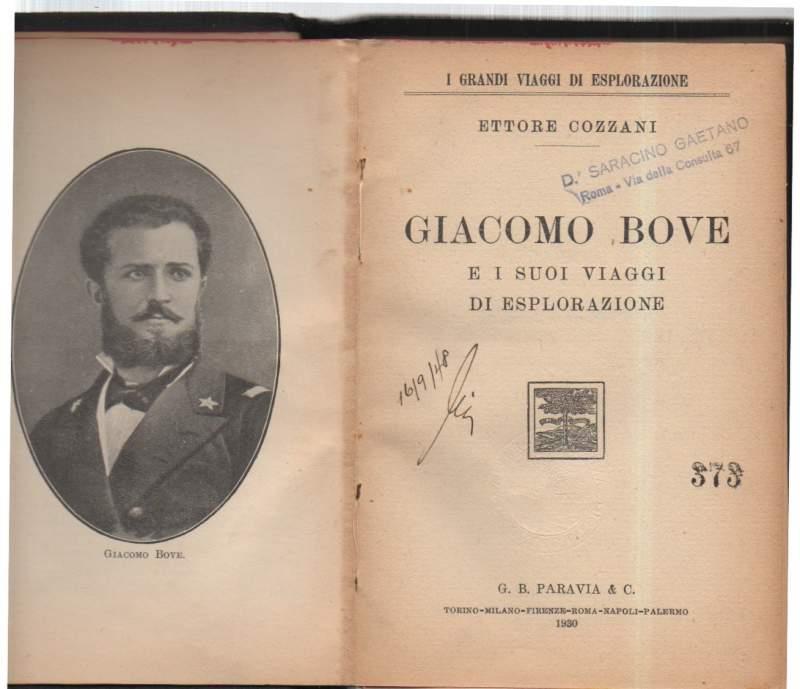 GIACOMO BOVE.
I GRANDI VIAGGI DI ESPLORAZIONE
ETTORE COZZANI
D.r SARACINO GAETANO
Roma - Via della Consulta 67
GIACOMO BOVE
E I SUOI VIAGGI
DI ESPLORAZIONE
16/9/48
373
G. B. PARAVIA & C.
TORINO-MILANO-FIRENZE-ROMA-NAPOLI-PALERMO
1930